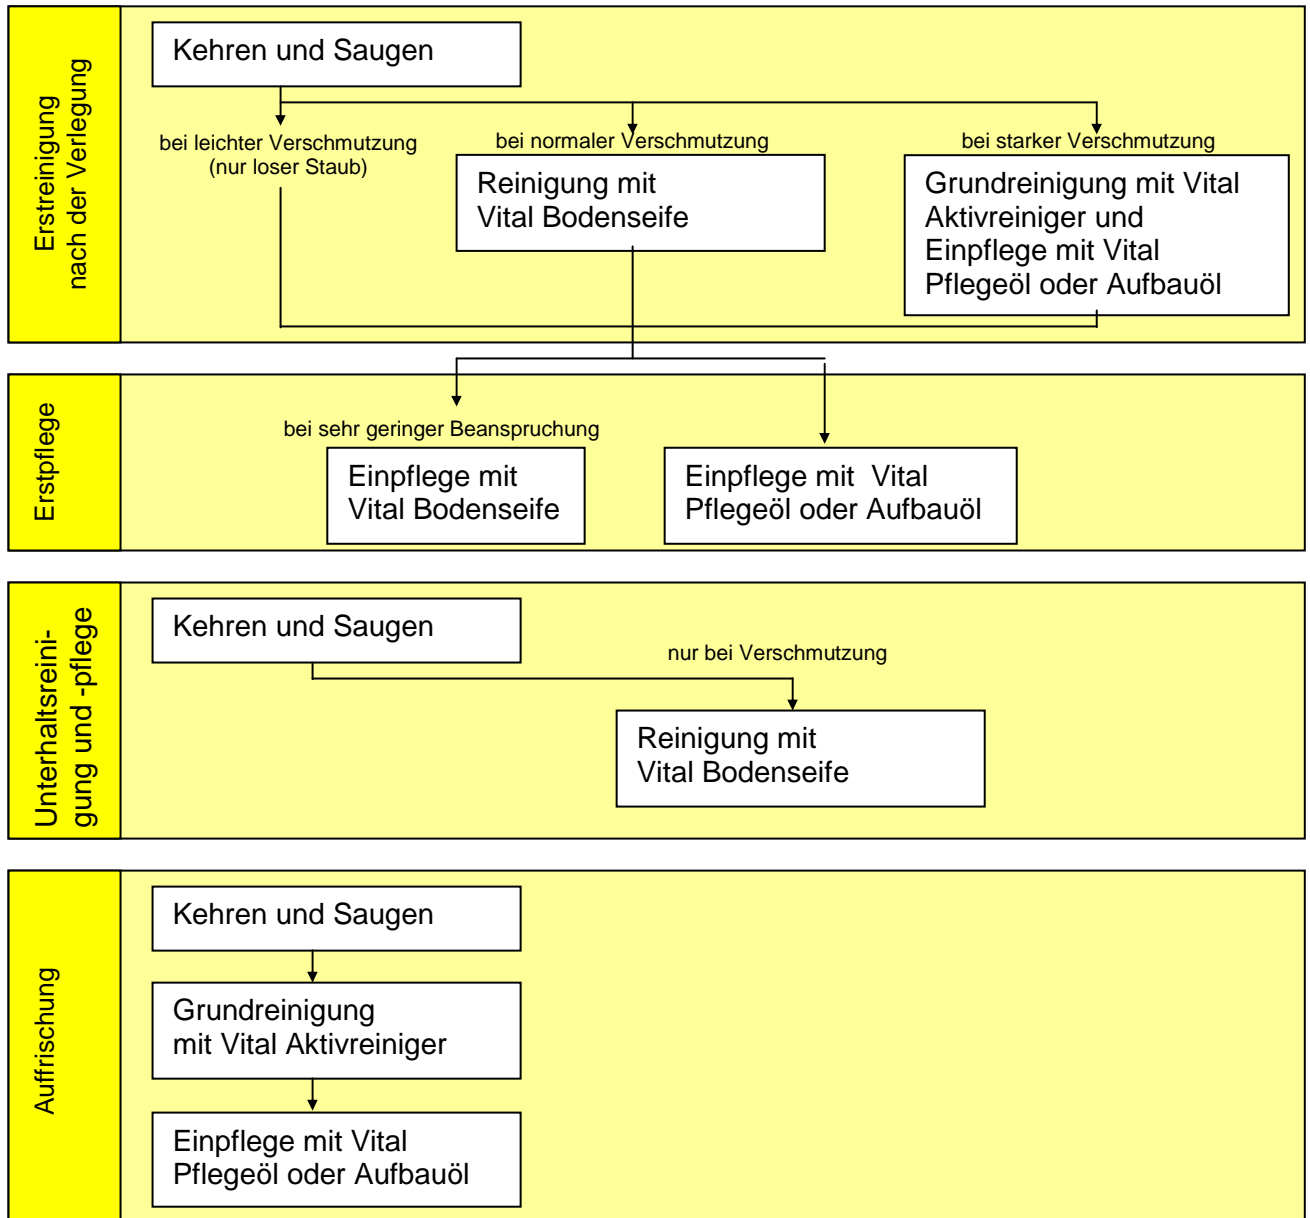 Erstreinigung
nach der Verlegung
Kehren und Saugen
bei leichter Verschmutzung
(nur loser Staub)
bei normaler Verschmutzung
Reinigung mit
Vital Bodenseife
bei starker Verschmutzung
Grundreinigung mit Vital
Aktivreiniger und
Einpflege mit Vital
Pflegeöl oder Aufbauöl
Erstpflege
bei sehr geringer Beanspruchung
Einpflege mit
Vital Bodenseife
Einpflege mit  Vital
Pflegeöl oder Aufbauöl
Unterhaltsreini-
gung und -pflege
Kehren und Saugen
nur bei Verschmutzung
Reinigung mit
Vital Bodenseife
Auffrischung
Kehren und Saugen
Grundreinigung
mit Vital Aktivreiniger
Einpflege mit Vital
Pflegeöl oder Aufbauöl